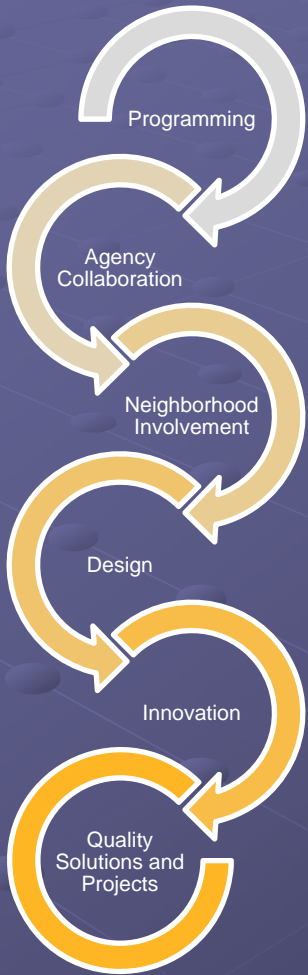 Programming
Agency
Collaboration
Neighborhood
Involvement
Design
Innovation
Quality
Solutions and
Projects